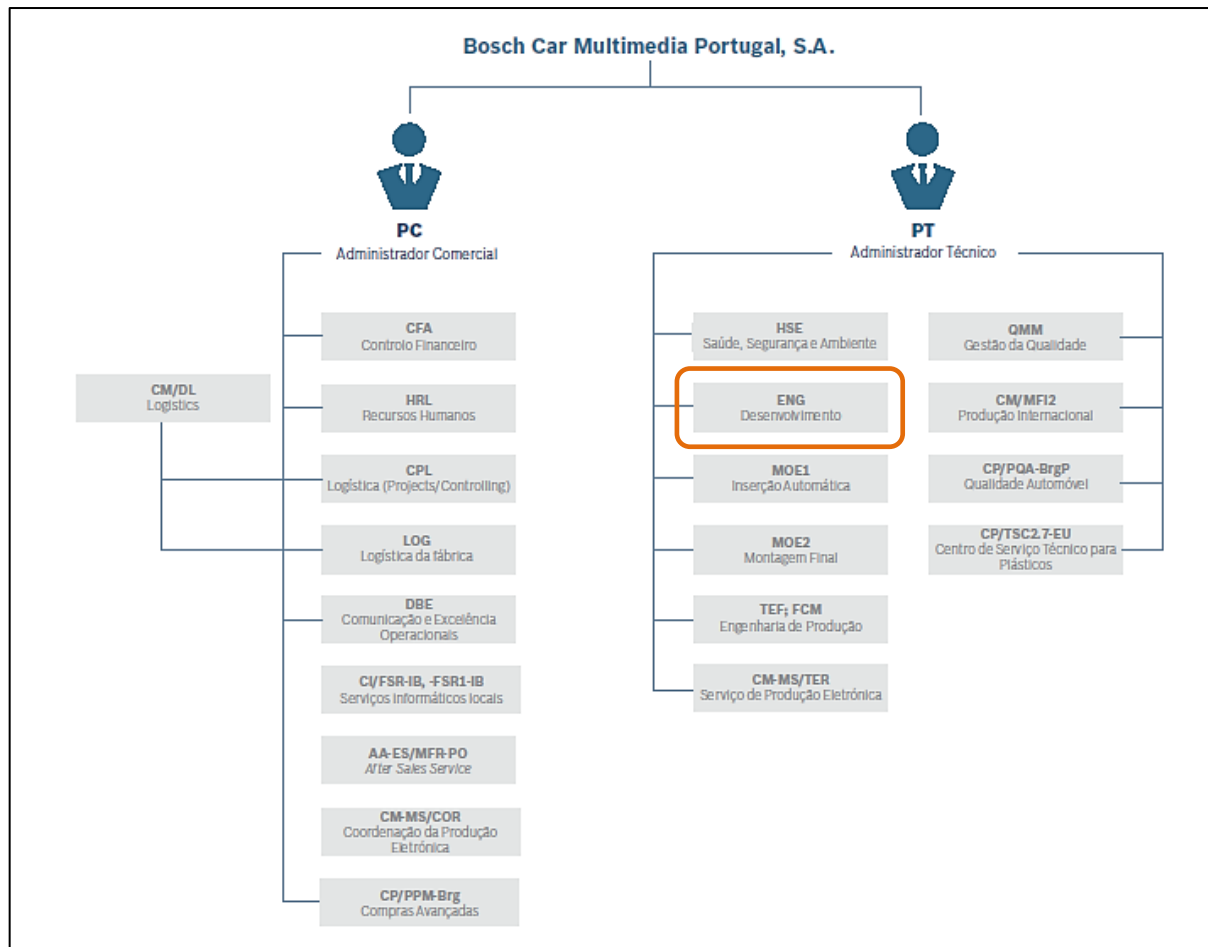 Bosch Car Multimedia Portugal, S.A.
PC
Administrador Comercial
CFA
Controlo Financeiro
CM/DL
Logistics
HRL
Recursos Humanos
CPL
Logística (Projects/Controlling)
LOG
Logística da fábrica
DBE
Comunicação e Excelência
Operacionais
CI/FSR-IB, -FSR1-IB
Serviços Informáticos locais
AA-ES/MFR-PO
After Sales Service
CM-MS/COR
Coordenação da Produção
Eletrónica
CP/PPM-Brg
Compras Avançadas
PT
Administrador Técnico
HSE
Saúde, Segurança e Ambiente
ENG
Desenvolvimento
MOE1
Inserção Automática
MOE2
Montagem Final
TEF; FCM
Engenharia de Produção
CM-MS/TER
Serviço de Produção Eletrónica
QMM
Gestão da Qualidade
CM/MFI2
Produção Internacional
CP/PQA-BrgP
Qualidade Automóvel
CP/TSC2.7-EU
Centro de Serviço Técnico para
Plásticos